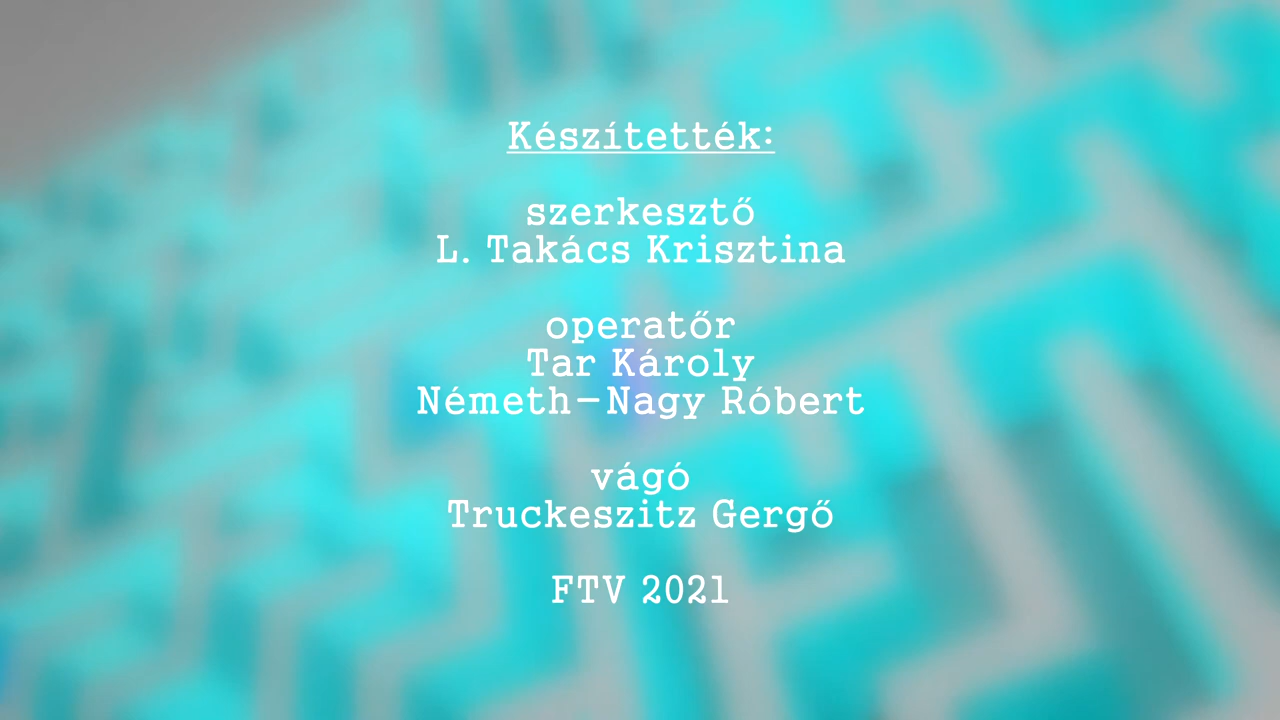 Készítették:
szerkesztő
L. Takács Krisztina
operatőr
Tar Károly
Németh-Nagy Róbert
vágó
Truckeszitz Gergő
FTV 2021